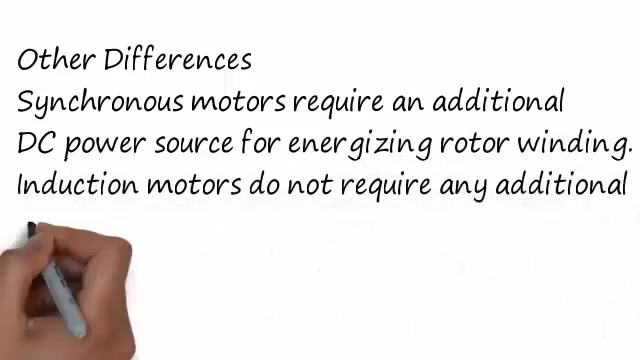 Other Differences
Synchronous motors require an additional
DC power source for energizing rotor winding.
Induction motors do not require any additional